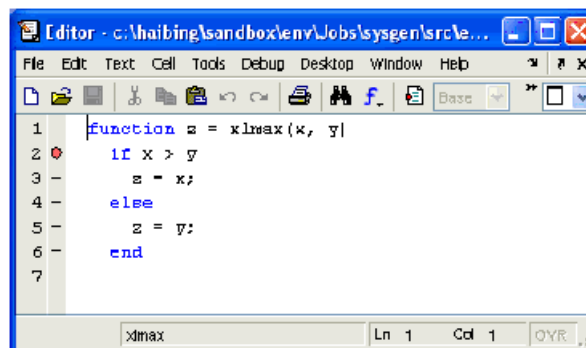 Editor - c:\haibing\sandbox\env\Jobs\sysgen\src\e...
File Edit Text Cell Tools Debug Desktop Window Help
Base
1 function z = xlmax(x, y)
2 if x > y
3 - z = x;
4 - else
5 - z = y;
6 - end
7
xlmax Ln 1 Col 1 OVR